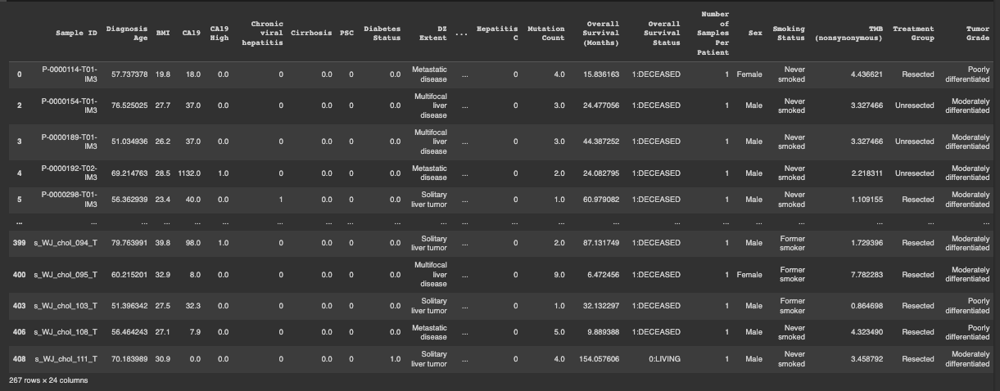 Sample ID Diagnosis Age BMI CA19 CA19 High Chronic viral hepatitis Cirrhosis PSC Diabetes Status DZ Extent ... Hepatitis C Mutation Count Overall Survival (Months) Overall Survival Status Number of Samples Per Patient Sex Smoking Status TMB (nonsynonymous) Treatment Group Tumor Grade
0 P-0000114-T01-IM3 57.737378 19.8 18.0 0.0 0 0.0 0 0.0 Metastatic disease ... 0 4.0 15.836163 1:DECEASED 1 Female Never smoked 4.436621 Resected Poorly differentiated
2 P-0000154-T01-IM3 76.525025 27.7 37.0 0.0 0 0.0 0 0.0 Multifocal liver disease ... 0 3.0 24.477056 1:DECEASED 1 Male Never smoked 3.327466 Unresected Moderately differentiated
3 P-0000189-T01-IM3 51.034936 26.2 37.0 0.0 0 0.0 0 0.0 Multifocal liver disease ... 0 3.0 44.387252 1:DECEASED 1 Male Never smoked 3.327466 Unresected Moderately differentiated
4 P-0000192-T02-IM3 69.214763 28.5 1132.0 1.0 0 0.0 0 0.0 Metastatic disease ... 0 2.0 24.082795 1:DECEASED 1 Male Never smoked 2.218311 Unresected Moderately differentiated
5 P-0000298-T01-IM3 56.362939 23.4 40.0 0.0 1 0.0 0 0.0 Solitary liver tumor ... 0 1.0 60.979082 1:DECEASED 1 Male Never smoked 1.109155 Resected Moderately differentiated
... ... ... ... ... ... ... ... ... ... ... ... ... ... ... ... ... ... ... ... ... ...
399 s_WJ_chol_094_T 79.763991 39.8 98.0 1.0 0 0.0 0 0.0 Solitary liver tumor ... 0 2.0 87.131749 1:DECEASED 1 Male Former smoker 1.729396 Resected Moderately differentiated
400 s_WJ_chol_095_T 60.215201 32.9 8.0 0.0 0 0.0 0 0.0 Multifocal liver disease ... 0 9.0 6.472456 1:DECEASED 1 Female Former smoker 7.782283 Resected Moderately differentiated
403 s_WJ_chol_103_T 51.396342 27.5 32.3 0.0 0 0.0 0 0.0 Solitary liver tumor ... 0 1.0 32.132297 1:DECEASED 1 Male Former smoker 0.864698 Resected Poorly differentiated
406 s_WJ_chol_108_T 56.464243 27.1 7.9 0.0 0 0.0 0 0.0 Metastatic disease ... 0 5.0 9.889388 1:DECEASED 1 Male Never smoked 4.323490 Resected Poorly differentiated
408 s_WJ_chol_111_T 70.183989 30.9 0.0 0.0 0 0.0 0 1.0 Solitary liver tumor ... 0 4.0 154.057606 0:LIVING 1 Male Never smoked 3.458792 Resected Moderately differentiated
267 rows × 24 columns